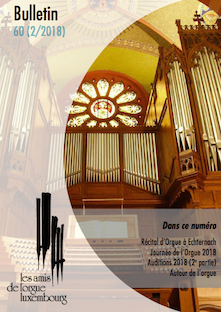 Bulletin
60 (2/2018)
Dans ce numéro
Récital d'Orgue à Echternach
Journée de l'Orgue 2018
Auditions 2018 (2e partie)
Autour de l'orgue
les amis
de l'orgue
luxembourg